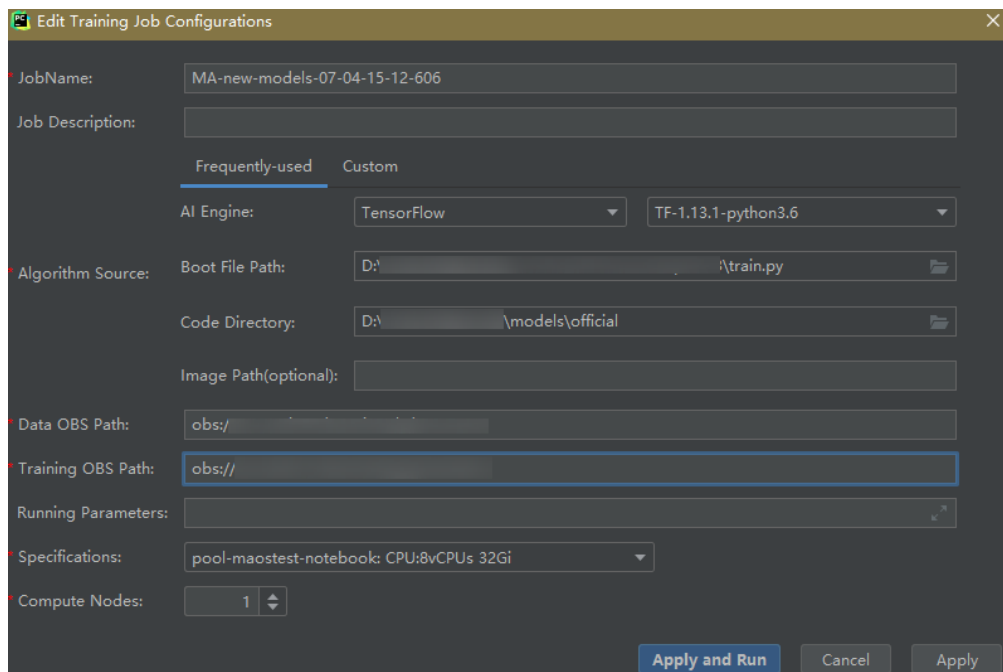 PC Edit Training Job Configurations
* JobName: MA-new-models-07-04-15-12-606
Job Description:
Frequently-used Custom
AI Engine: TensorFlow TF-1.13.1-python3.6
* Algorithm Source:
Boot File Path: D:\ \train.py
Code Directory: D:\ \models\official
Image Path(optional):
* Data OBS Path: obs:/
* Training OBS Path: obs://
Running Parameters:
* Specifications: pool-maostest-notebook: CPU:8vCPUs 32Gi
* Compute Nodes: 1
Apply and Run Cancel Apply